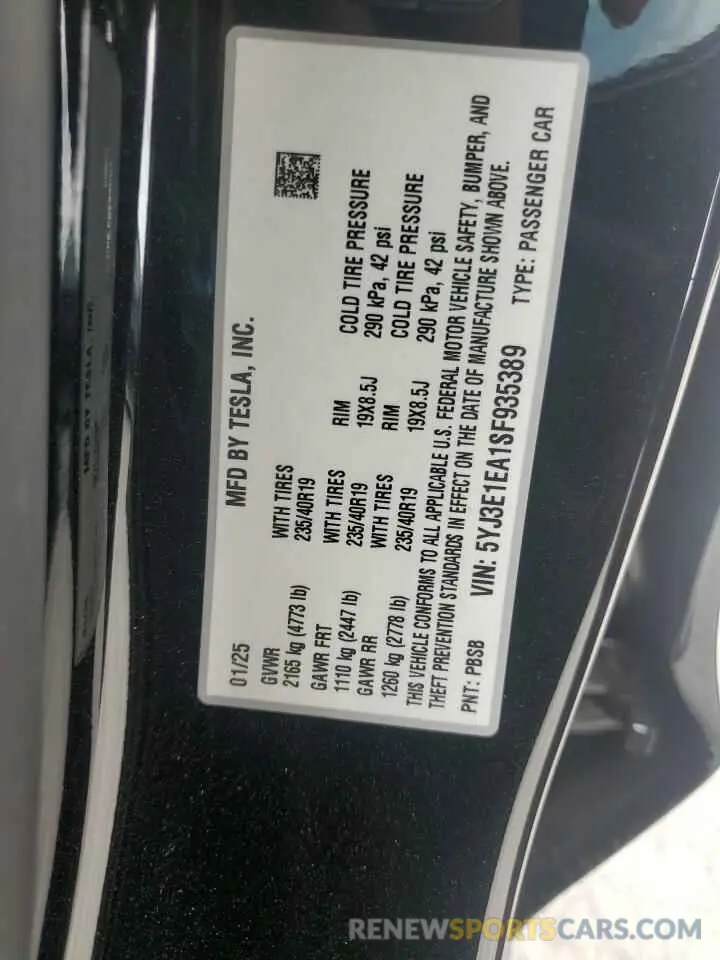 MFD BY TESLA, INC.
01/25
GVWR
2165 kg (4773 lb)
WITH TIRES
235/40R19
GAWR FRT
1110 kg (2447 lb)
WITH TIRES
235/40R19
RIM
19X8.5J
COLD TIRE PRESSURE
290 kPa, 42 psi
GAWR RR
1260 kg (2778 lb)
WITH TIRES
235/40R19
RIM
19X8.5J
COLD TIRE PRESSURE
290 kPa, 42 psi
THIS VEHICLE CONFORMS TO ALL APPLICABLE U.S. FEDERAL MOTOR VEHICLE SAFETY, BUMPER, AND
THEFT PREVENTION STANDARDS IN EFFECT ON THE DATE OF MANUFACTURE SHOWN ABOVE.
PNT: PBSB VIN: 5YJ3E1EA1SF935389 TYPE: PASSENGER CAR
MFD BY TESLA, INC.
RENEWSPORTSCARS.COM